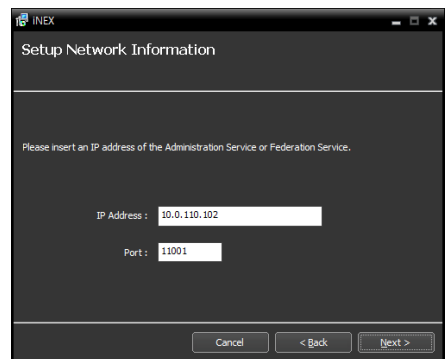 iNEX
Setup Network Information
Please insert an IP address of the Administration Service or Federation Service.
IP Address : 10.0.110.102
Port : 11001
Cancel < Back Next >